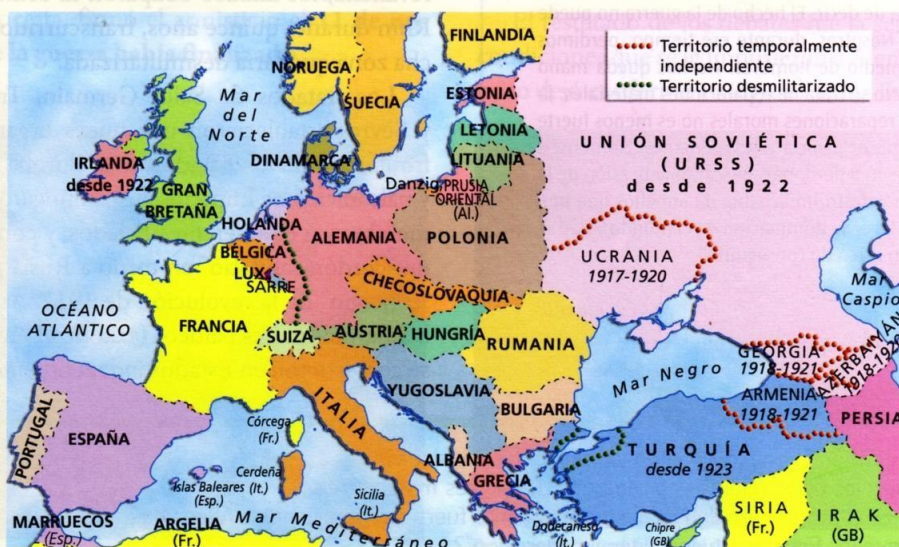 FINLANDIA
NORUEGA
SUECIA
ESTONIA
LETONIA
LITUANIA
Mar
del
Norte
DINAMARCA
IRLANDA
desde 1922
GRAN
BRETAÑA
Danzig
PRUSIA
ORIENTAL
(Al.)
HOLANDA
ALEMANIA
POLONIA
BÉLGICA
LUX
SARRE
CHECOSLOVAQUIA
OCÉANO
ATLÁNTICO
FRANCIA
SUIZA
AUSTRIA
HUNGRÍA
RUMANIA
Territorio temporalmente
independiente
Territorio desmilitarizado
UNIÓN SOVIÉTICA
(URSS)
desde 1922
UCRANIA
1917-1920
Mar
Caspio
GEORGIA
1918-1921
AZERBAIYÁN
1918-1920
ARMENIA
1918-1921
PERSIA
Mar Negro
YUGOSLAVIA
BULGARIA
ITALIA
PORTUGAL
ESPAÑA
Córcega
(Fr.)
Cerdeña
(It.)
Islas Baleares
(Esp.)
Sicilia
(It.)
ALBANIA
GRECIA
TURQUÍA
desde 1923
MARRUECOS
(Esp.)
ARGELIA
(Fr.)
Mar Mediterráneo
Dodecaneso
(It.)
Chipre
(GB)
SIRIA
(Fr.)
IRAK
(GB)